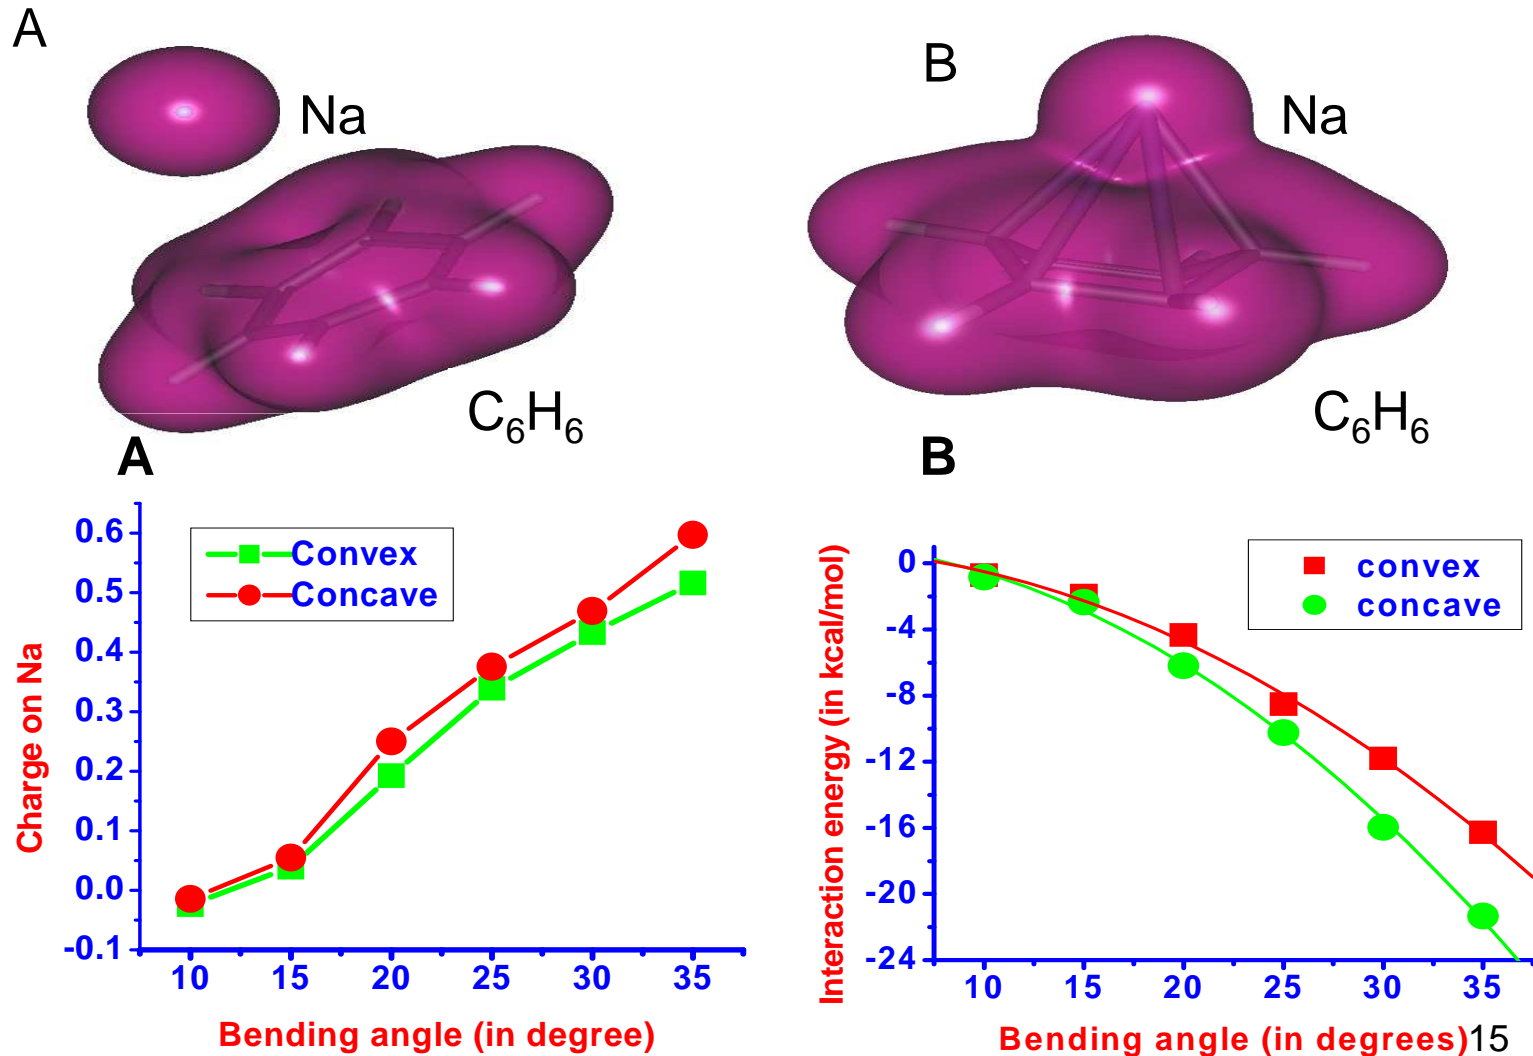 A
B
Na
Na
C6H6
C6H6
A
B
Charge on Na
0.6
0.5
0.4
0.3
0.2
0.1
0.0
-0.1
Convex
Concave
10 15 20 25 30 35
Bending angle (in degree)
Interaction energy (in kcal/mol)
0
-4
-8
-12
-16
-20
-24
convex
concave
10 15 20 25 30 35
Bending angle (in degrees)
15